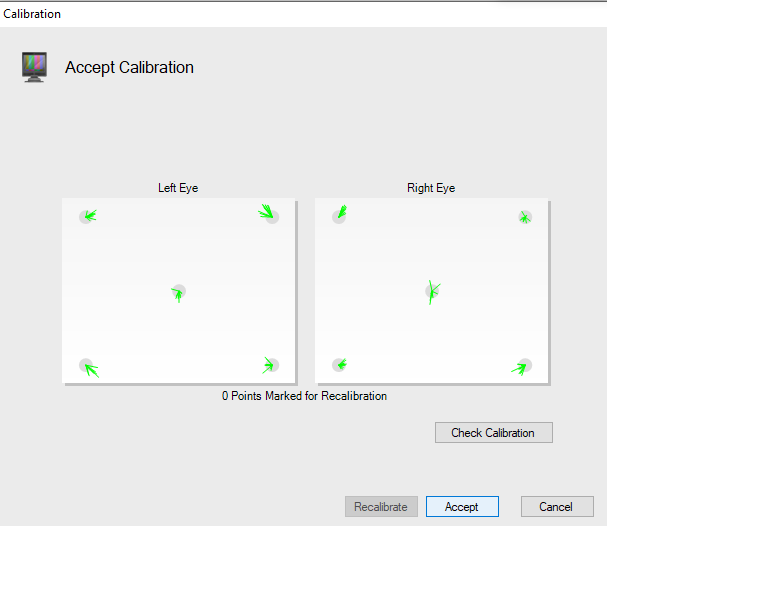 Calibration
Accept Calibration
Left Eye
Right Eye
0 Points Marked for Recalibration
Check Calibration
Recalibrate
Accept
Cancel